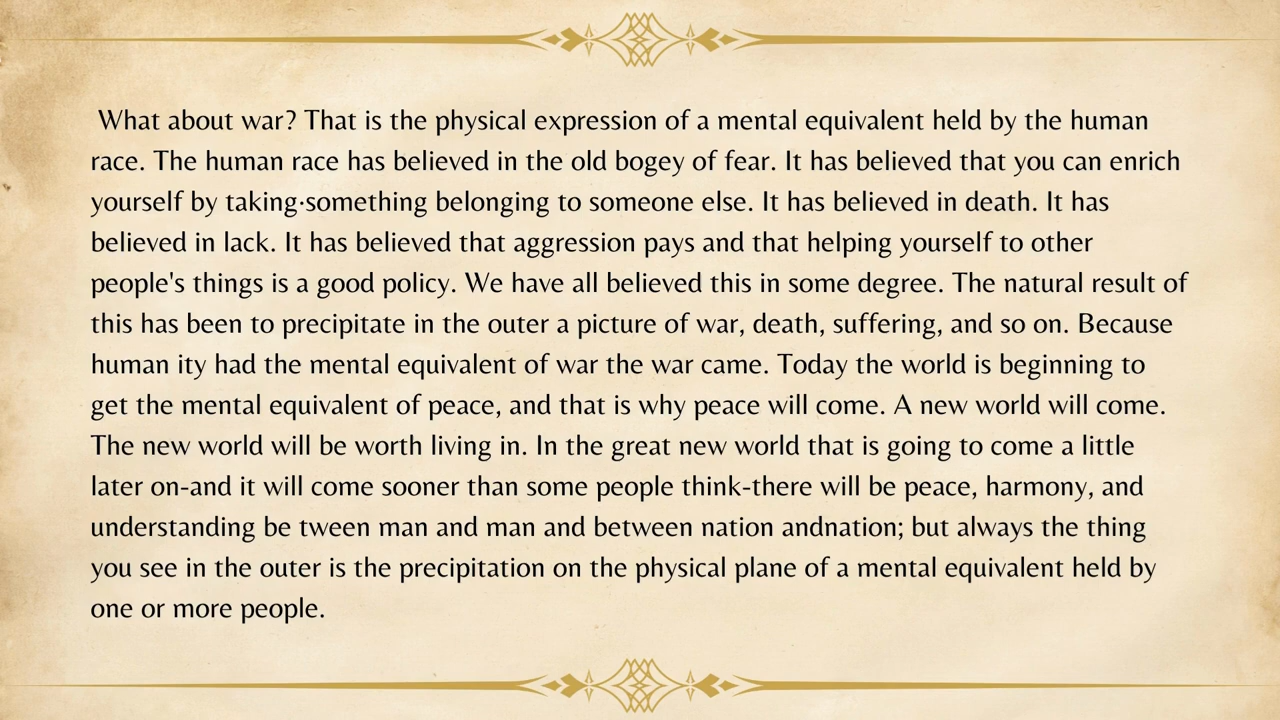 What about war? That is the physical expression of a mental equivalent held by the human
race. The human race has believed in the old bogey of fear. It has believed that you can enrich
yourself by taking·something belonging to someone else. It has believed in death. It has
believed in lack. It has believed that aggression pays and that helping yourself to other
people's things is a good policy. We have all believed this in some degree. The natural result of
this has been to precipitate in the outer a picture of war, death, suffering, and so on. Because
human ity had the mental equivalent of war the war came. Today the world is beginning to
get the mental equivalent of peace, and that is why peace will come. A new world will come.
The new world will be worth living in. In the great new world that is going to come a little
later on-and it will come sooner than some people think-there will be peace, harmony, and
understanding be tween man and man and between nation andnation; but always the thing
you see in the outer is the precipitation on the physical plane of a mental equivalent held by
one or more people.